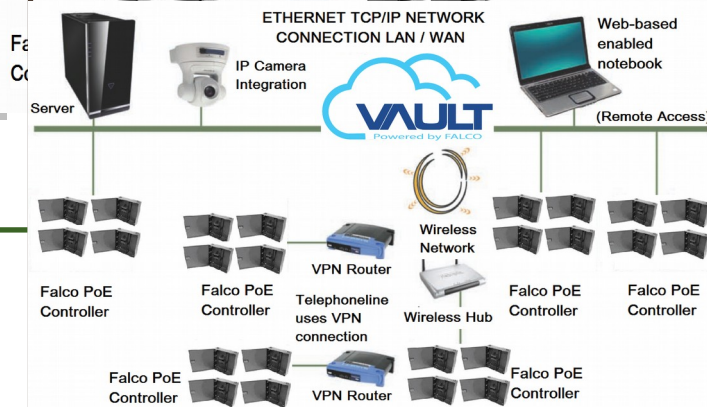 ETHERNET TCP/IP NETWORK
CONNECTION LAN / WAN
Web-based
enabled
notebook
IP Camera
Integration
Server
VAULT
Powered by FALCO
(Remote Access)
Wireless
Network
VPN Router
Falco PoE
Controller
Falco PoE
Controller
Telephoneline
uses VPN
connection
Wireless Hub
Falco PoE
Controller
Falco PoE
Controller
Falco PoE
Controller
VPN Router
Falco PoE
Controller